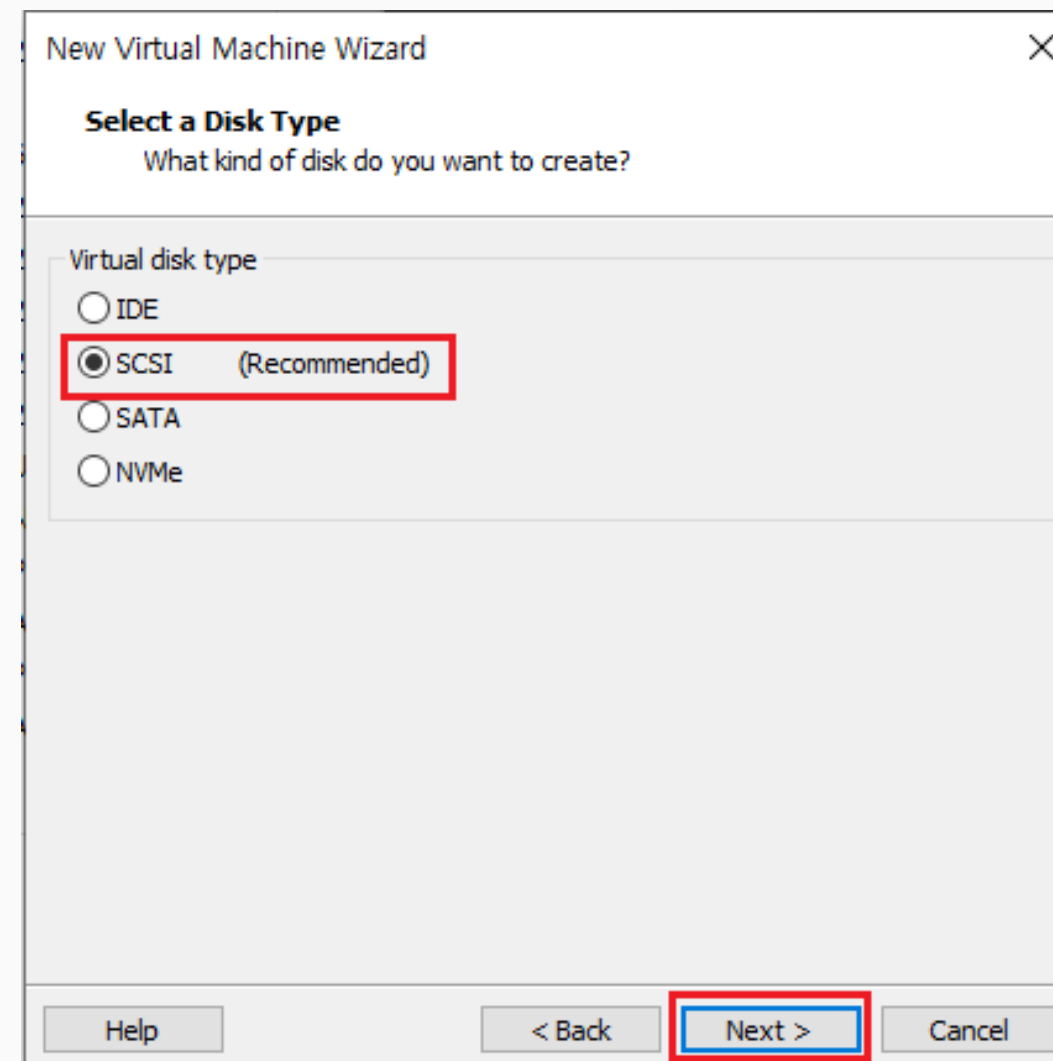 New Virtual Machine Wizard
Select a Disk Type
What kind of disk do you want to create?
Virtual disk type
IDE
SCSI (Recommended)
SATA
NVMe
Help < Back Next > Cancel